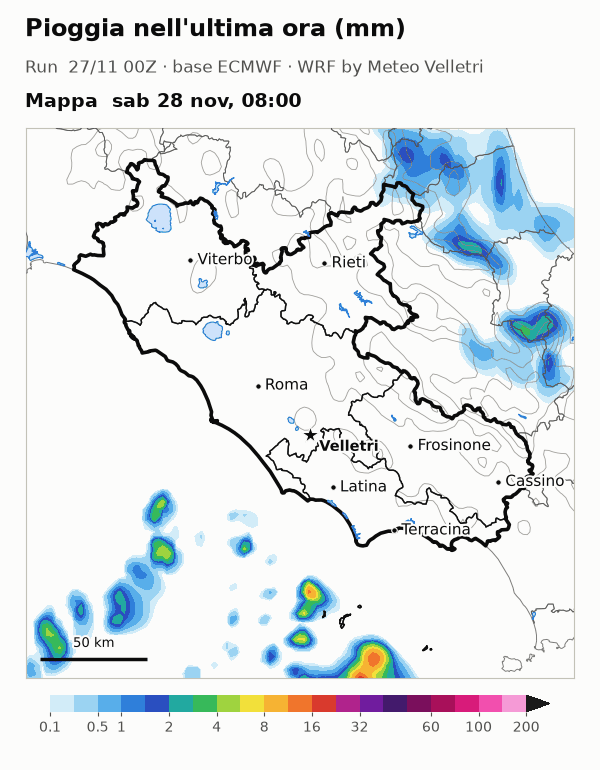 Pioggia nell'ultima ora (mm)
Run 27/11 00Z · base ECMWF · WRF by Meteo Velletri
Mappa sab 28 nov, 08:00
Viterbo
Rieti
Roma
Velletri
Frosinone
Latina
Cassino
Terracina
50 km
0.1 0.5 1 2 4 8 16 32 60 100 200